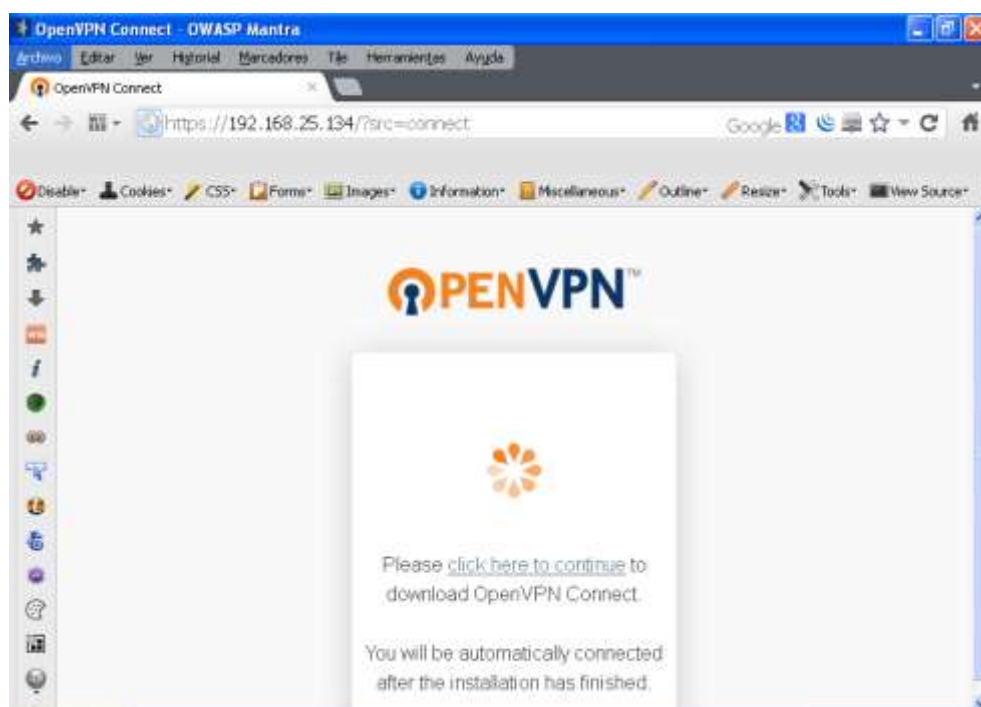 OpenVPN Connect - OWASP Mantra
Archivo Editar Ver Historial Marcadores Tile Herramientas Ayuda
OpenVPN Connect
https://192.168.25.134/?src=connect Google
Disable Cookies CSS Forms Images Information Miscellaneous Outline Resize Tools View Source
OPENVPN™
Please click here to continue to
download OpenVPN Connect.
You will be automatically connected
after the installation has finished.